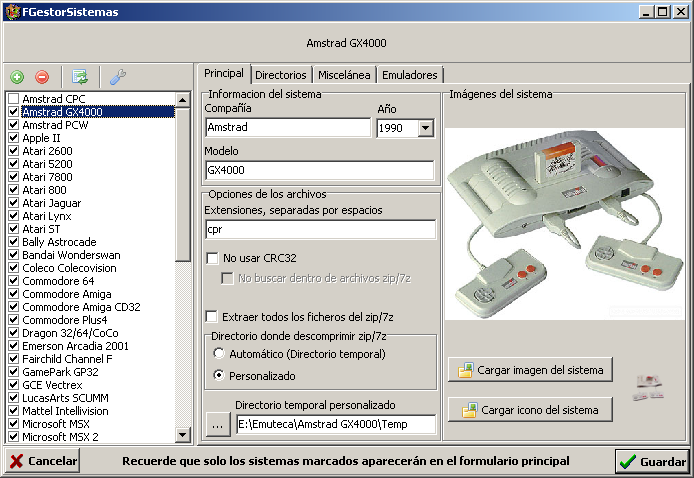 FGestorSistemas
Amstrad GX4000
Amstrad CPC
Amstrad GX4000
Amstrad PCW
Apple II
Atari 2600
Atari 5200
Atari 7800
Atari 800
Atari Jaguar
Atari Lynx
Atari ST
Bally Astrocade
Bandai Wonderswan
Coleco Colecovision
Commodore 64
Commodore Amiga
Commodore Amiga CD32
Commodore Plus4
Dragon 32/64/CoCo
Emerson Arcadia 2001
Fairchild Channel F
GamePark GP32
GCE Vectrex
LucasArts SCUMM
Mattel Intellivision
Microsoft MSX
Microsoft MSX 2
Principal Directorios Miscelánea Emuladores
Informacion del sistema
Compañía Año
Amstrad 1990
Modelo
GX4000
Opciones de los archivos
Extensiones, separadas por espacios
cpr
No usar CRC32
No buscar dentro de archivos zip/7z
Extraer todos los ficheros del zip/7z
Directorio donde descomprimir zip/7z
Automático (Directorio temporal)
Personalizado
Directorio temporal personalizado
... E:\Emuteca\Amstrad GX4000\Temp
Imágenes del sistema
Cargar imagen del sistema
Cargar icono del sistema
Cancelar
Recuerde que solo los sistemas marcados aparecerán en el formulario principal
Guardar